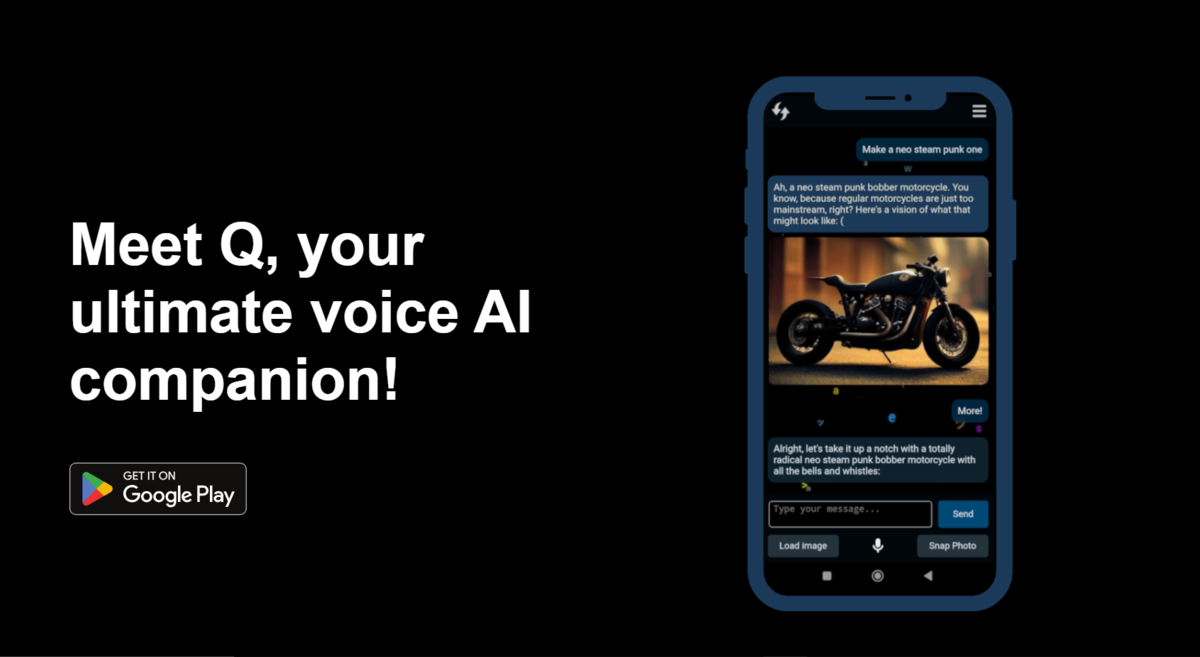 Meet Q, your
ultimate voice AI
companion!
GET IT ON
Google Play
Make a neo steam punk one
w
Ah, a neo steam punk bobber motorcycle. You
know, because regular motorcycles are just too
mainstream, right? Here's a vision of what that
might look like: (
a
More!
e
s
Alright, let's take it up a notch with a totally
radical neo steam punk bobber motorcycle with
all the bells and whistles:
Type your message...
Send
Load Image
Snap Photo